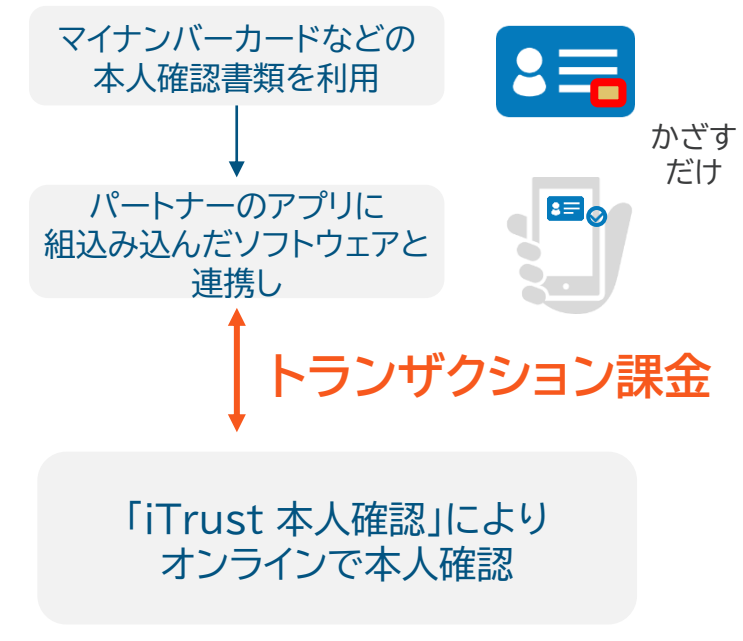 マイナンバーカードなどの
本人確認書類を利用
かざす
だけ
パートナーのアプリに
組込み込んだソフトウェアと
連携し
トランザクション課金
「iTrust 本人確認」により
オンラインで本人確認